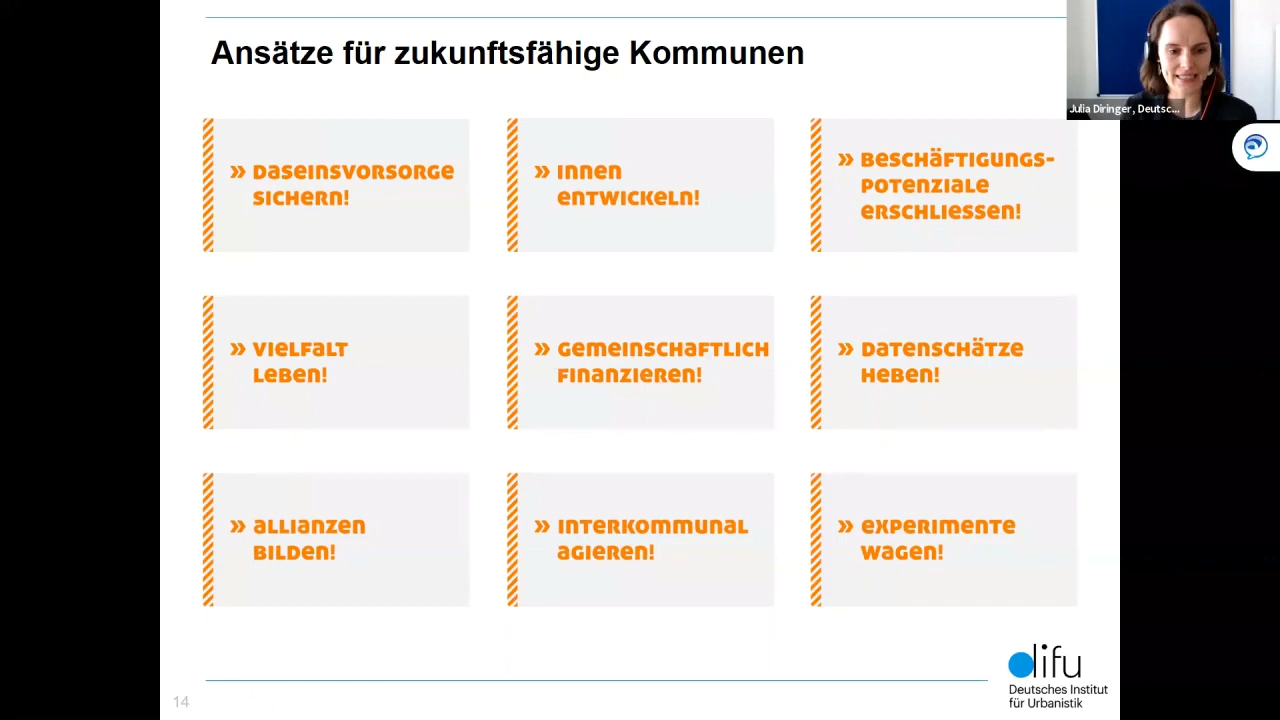 Ansätze für zukunftsfähige Kommunen
Julia Diringer, Deutsc...
» DASEINSVORSORGE
SICHERN!
» INNEN
ENTWICKELN!
» BESCHÄFTIGUNGS-
POTENZIALE
ERSCHLIESSEN!
» VIELFALT
LEBEN!
» GEMEINSCHAFTLICH
FINANZIEREN!
» DATENSCHÄTZE
HEBEN!
» ALLIANZEN
BILDEN!
» INTERKOMMUNAL
AGIEREN!
» EXPERIMENTE
WAGEN!
difu
Deutsches Institut
für Urbanistik
14